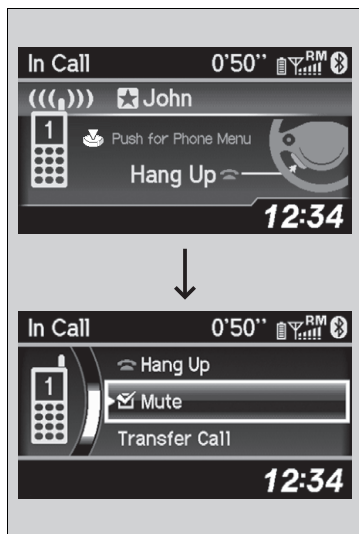 In Call 0'50'' RM
John
1
Push for Phone Menu
Hang Up
12:34
In Call 0'50'' RM
Hang Up
1
Mute
Transfer Call
12:34